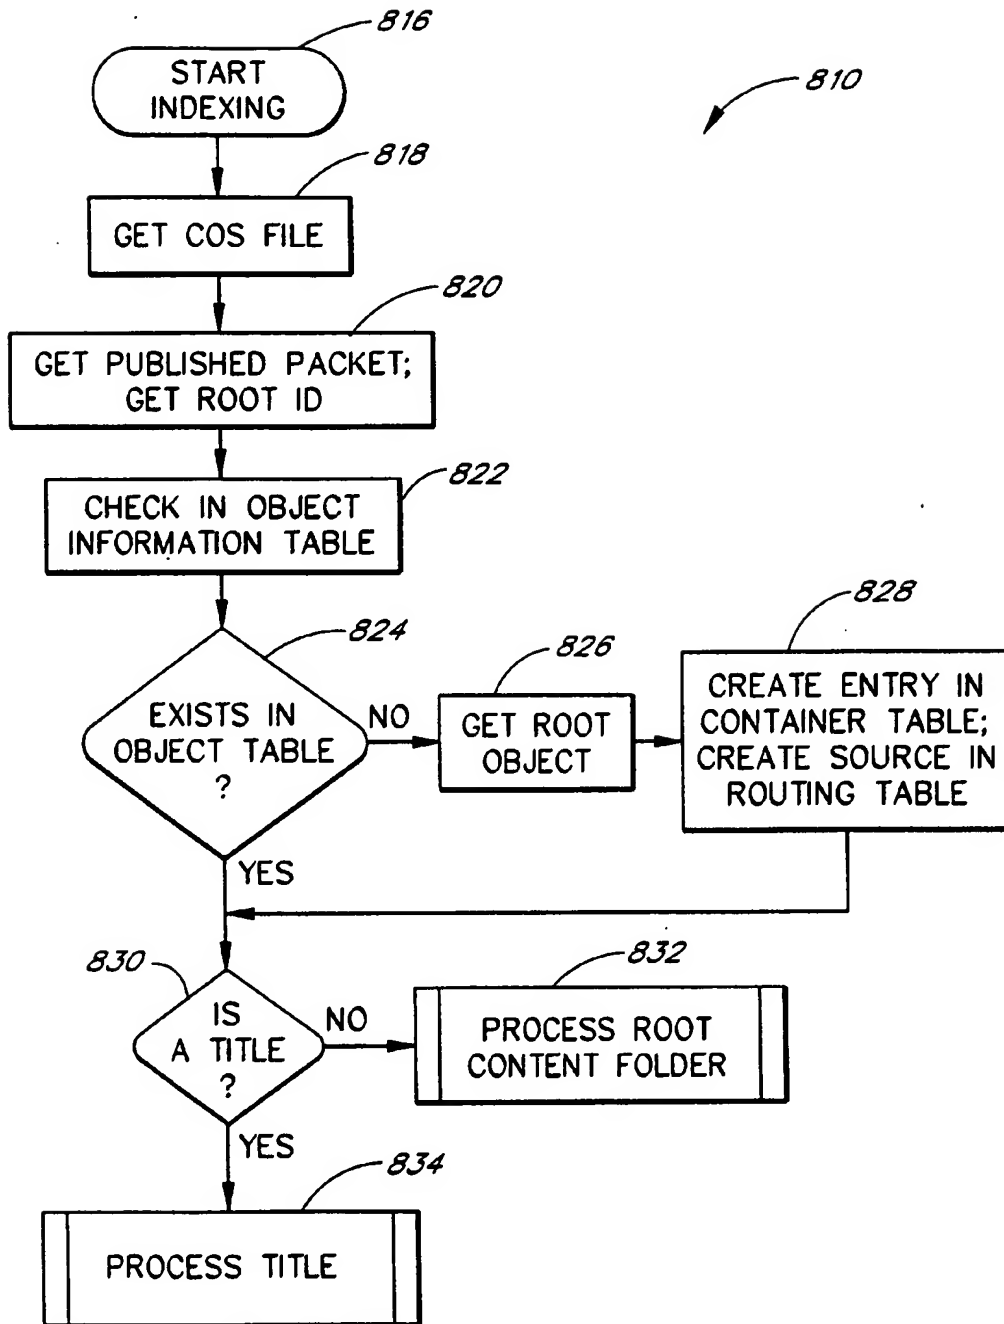 816
START
INDEXING
810
818
GET COS FILE
820
GET PUBLISHED PACKET;
GET ROOT ID
822
CHECK IN OBJECT
INFORMATION TABLE
824
EXISTS IN
OBJECT TABLE
?
NO
826
GET ROOT
OBJECT
828
CREATE ENTRY IN
CONTAINER TABLE;
CREATE SOURCE IN
ROUTING TABLE
YES
830
IS
A TITLE
?
NO
832
PROCESS ROOT
CONTENT FOLDER
YES
834
PROCESS TITLE